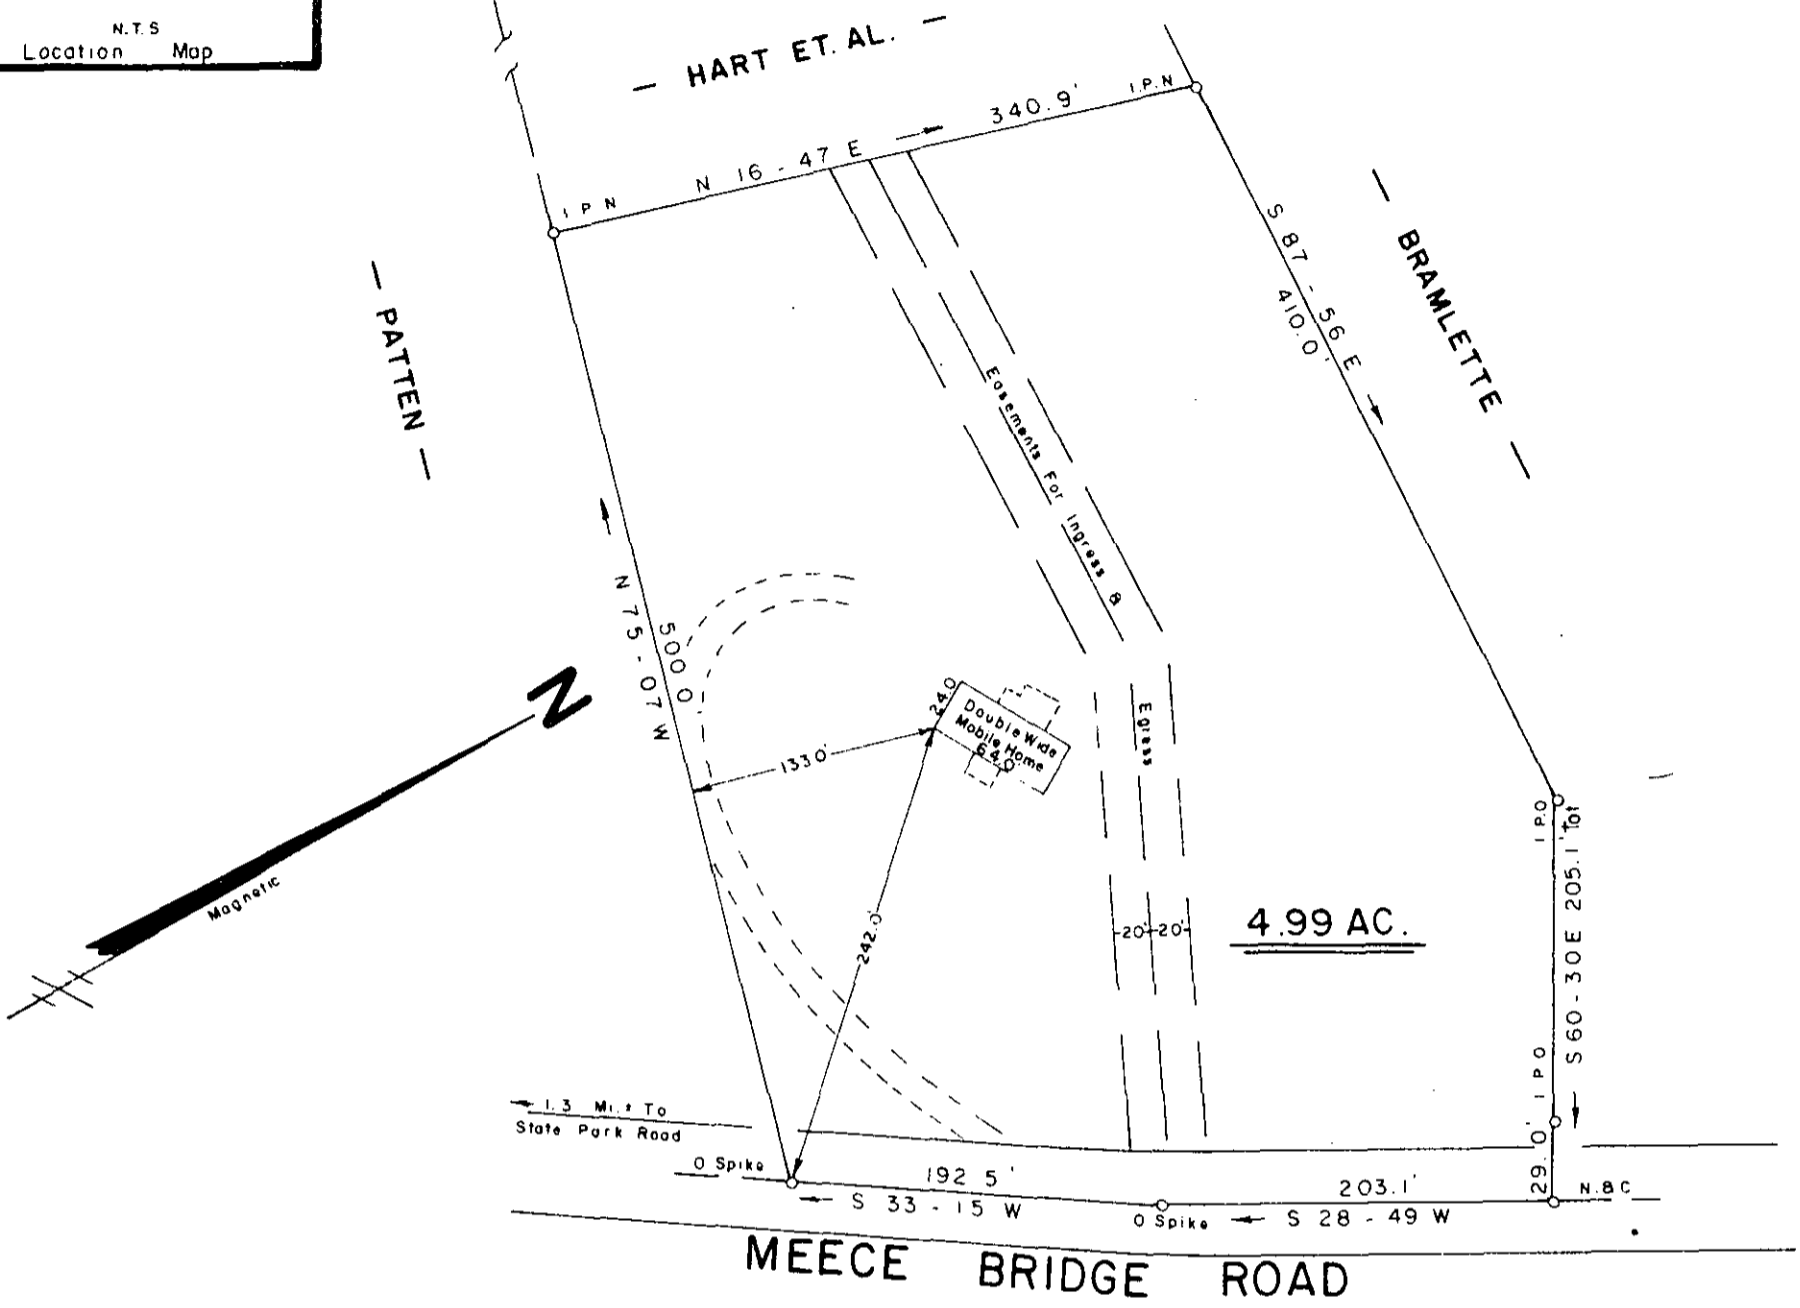 N.T.S
Location Map
— HART ET. AL. —
340.9'
I.P.N
N 16 - 47 E
I P N
— PATTEN —
S 87 - 56 E
410.0'
— BRAMLETTE —
Easements For Ingress &
Egress
N 75 - 07 W
500 0'
N
Magnetic
24.0
Double Wide
Mobile Home
64.0'
133 0'
242.0'
20' 20'
4.99 AC.
I P.O
S 60 - 30 E 205.1' Tot
I P O
29.0'
1.3 Mi. ± To
State Park Road
O Spike
192 5'
S 33 - 15 W
O Spike
203.1'
S 28 - 49 W
N.& C
MEECE BRIDGE ROAD